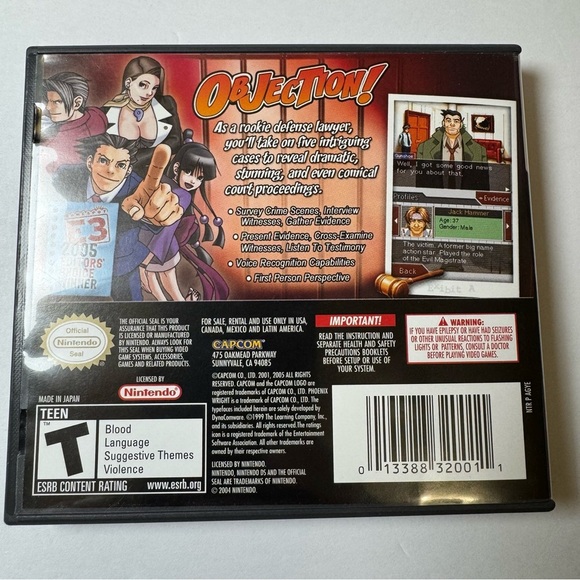 OBJECTION!
As a rookie defense lawyer,
you'll take on five intriguing
cases to reveal dramatic,
stunning, and even comical
court proceedings.
• Survey Crime Scenes, Interview
Witnesses, Gather Evidence
• Present Evidence, Cross-Examine
Witnesses, Listen To Testimony
• Voice Recognition Capabilities
• First Person Perspective
Gumshoe
Well, I got some good news
for you about that.
Profiles
Evidence
Jack Hammer
Age: 37
Gender: Male
The victim. A former big name
action star. Played the role
of the Evil Magistrate.
Back
Exhibit A
E3
2005
EDITORS'
CHOICE
WINNER
Official
Nintendo
Seal
THE OFFICIAL SEAL IS YOUR
ASSURANCE THAT THIS PRODUCT
IS LICENSED OR MANUFACTURED
BY NINTENDO. ALWAYS LOOK FOR
THIS SEAL WHEN BUYING VIDEO
GAME SYSTEMS, ACCESSORIES,
GAMES AND RELATED PRODUCTS.
LICENSED BY
Nintendo
MADE IN JAPAN
TEEN
T
TM
Blood
Language
Suggestive Themes
Violence
ESRB CONTENT RATING
www.esrb.org
FOR SALE, RENTAL AND USE ONLY IN USA,
CANADA, MEXICO AND LATIN AMERICA.
CAPCOM®
475 OAKMEAD PARKWAY
SUNNYVALE, CA 94085
©CAPCOM CO., LTD. 2001, 2005 ALL RIGHTS
RESERVED. CAPCOM and the CAPCOM LOGO are
registered trademarks of CAPCOM CO., LTD. PHOENIX
WRIGHT is a trademark of CAPCOM CO., LTD. The
typefaces included herein are solely developed by
DynaComware. ©1999 The Learning Company, Inc.,
and its subsidiaries. All rights reserved. The ratings
icon is a registered trademark of the Entertainment
Software Association. All other trademarks are
owned by their respective owners.
LICENSED BY NINTENDO.
NINTENDO, NINTENDO DS AND THE OFFICIAL
SEAL ARE TRADEMARKS OF NINTENDO.
© 2004 NINTENDO.
IMPORTANT!
READ THE INSTRUCTION AND
SEPARATE HEALTH AND SAFETY
PRECAUTIONS BOOKLETS
BEFORE SETUP OR USE OF
YOUR SYSTEM.
WARNING:
IF YOU HAVE EPILEPSY OR HAVE HAD SEIZURES
OR OTHER UNUSUAL REACTIONS TO FLASHING
LIGHTS OR PATTERNS, CONSULT A DOCTOR
BEFORE PLAYING VIDEO GAMES.
NTR P AGYE
0 13388 32001 1